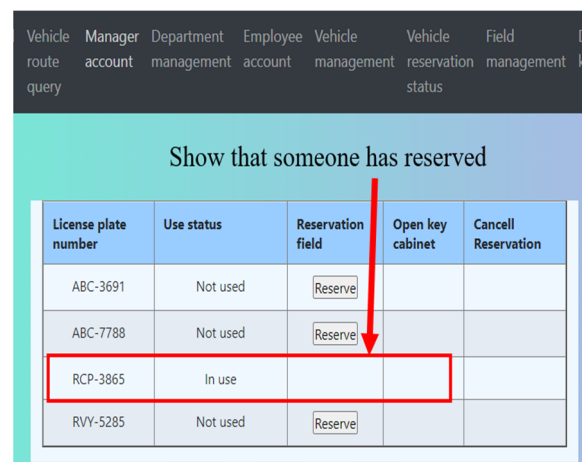 Vehicle Manager Department Employee Vehicle Vehicle Field
route account management account management reservation management
query status
Show that someone has reserved
License plate Use status Reservation Open key Cancell
number field cabinet Reservation
ABC-3691 Not used Reserve
ABC-7788 Not used Reserve
RCP-3865 In use
RVY-5285 Not used Reserve